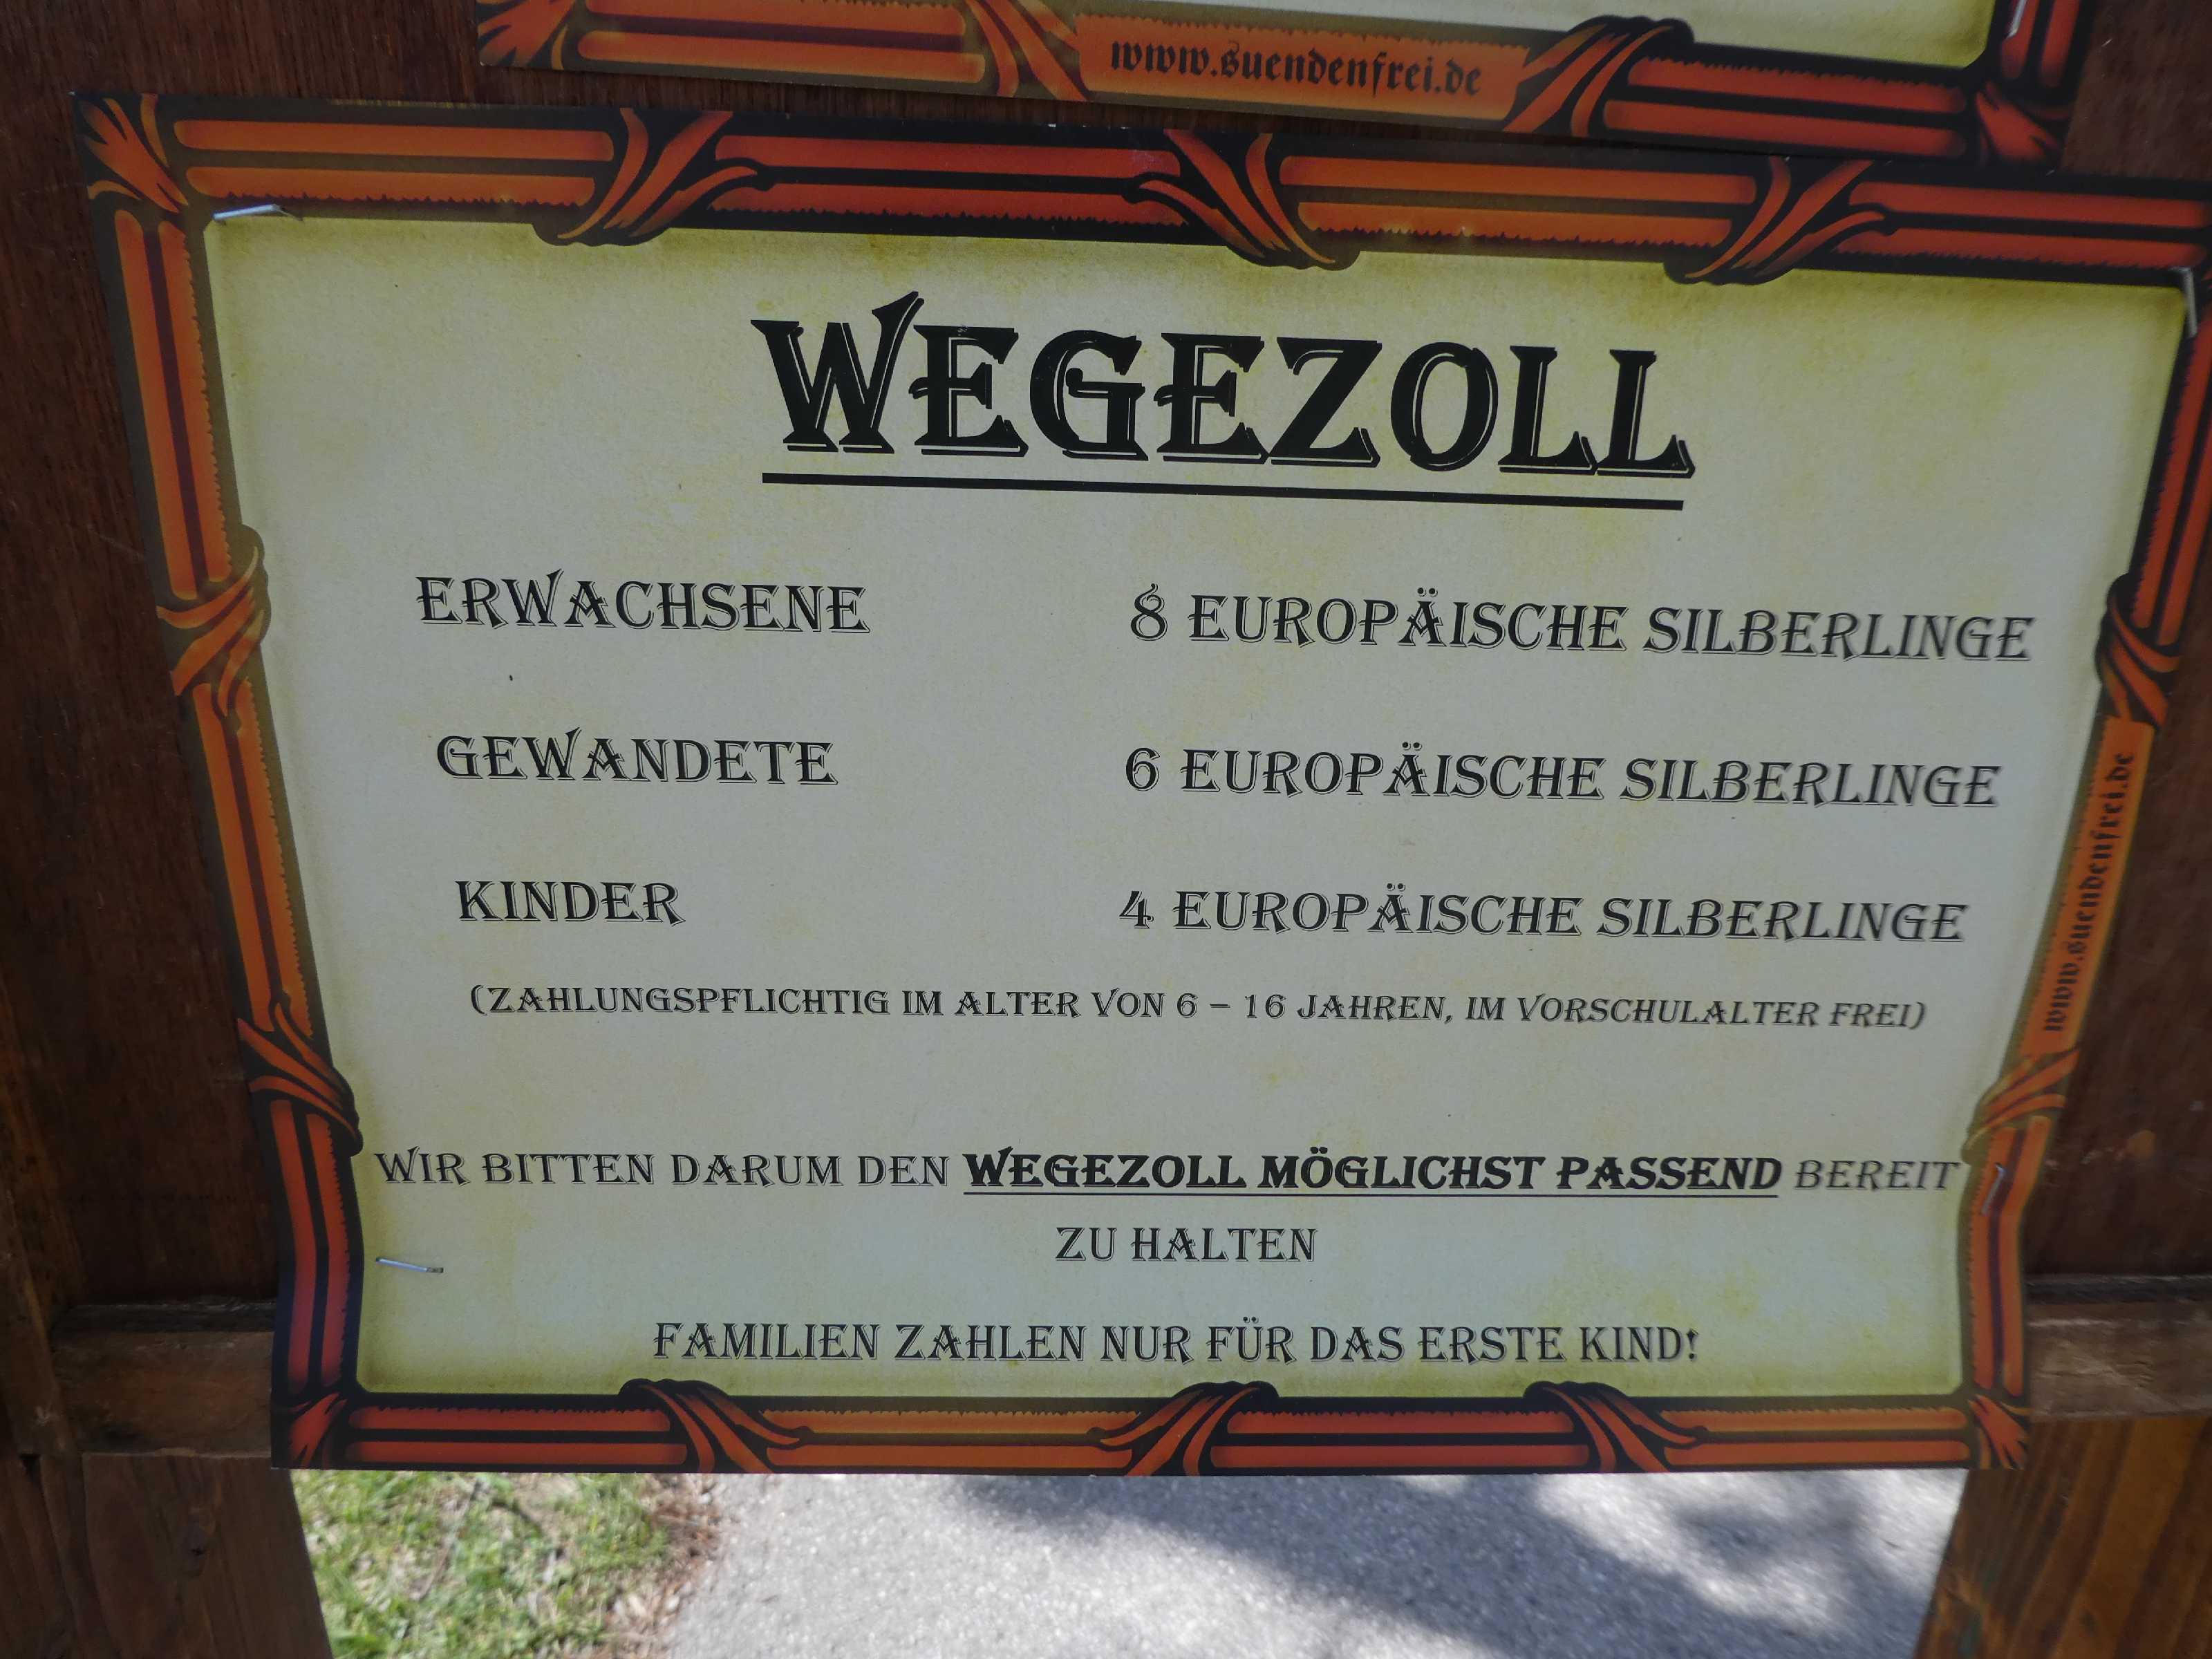 www.suendenfrei.de
WEGEZOLL
ERWACHSENE 8 EUROPÄISCHE SILBERLINGE
GEWANDETE 6 EUROPÄISCHE SILBERLINGE
KINDER 4 EUROPÄISCHE SILBERLINGE
(ZAHLUNGSPFLICHTIG IM ALTER VON 6 – 16 JAHREN, IM VORSCHULALTER FREI)
WIR BITTEN DARUM DEN WEGEZOLL MÖGLICHST PASSEND BEREIT
ZU HALTEN
FAMILIEN ZAHLEN NUR FÜR DAS ERSTE KIND!
www.suendenfrei.de